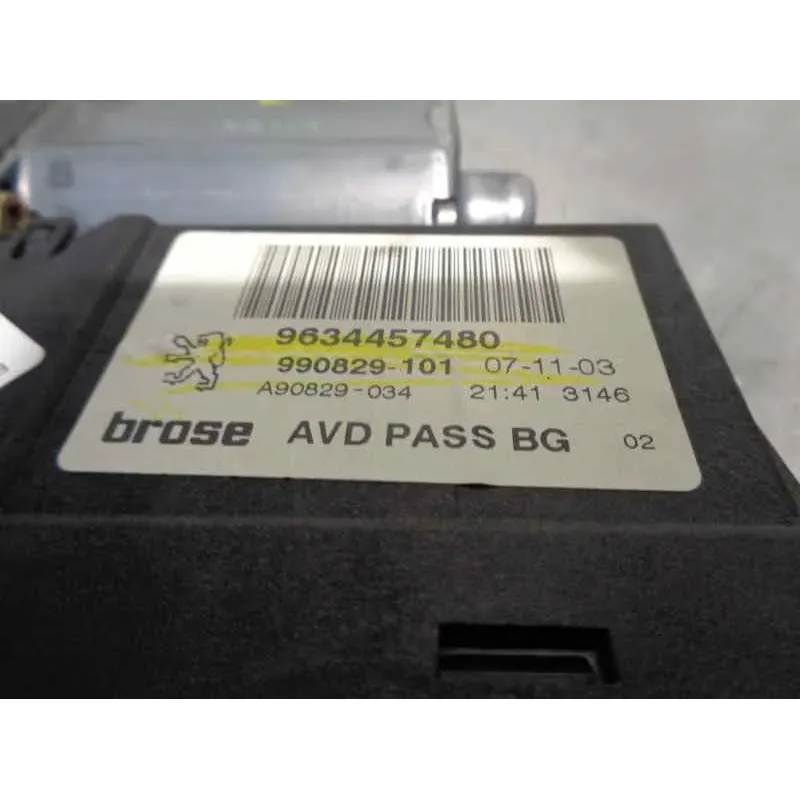 9634457480
990829-101 07-11-03
A90829-034 21:41 3146
brose AVD PASS BG 02